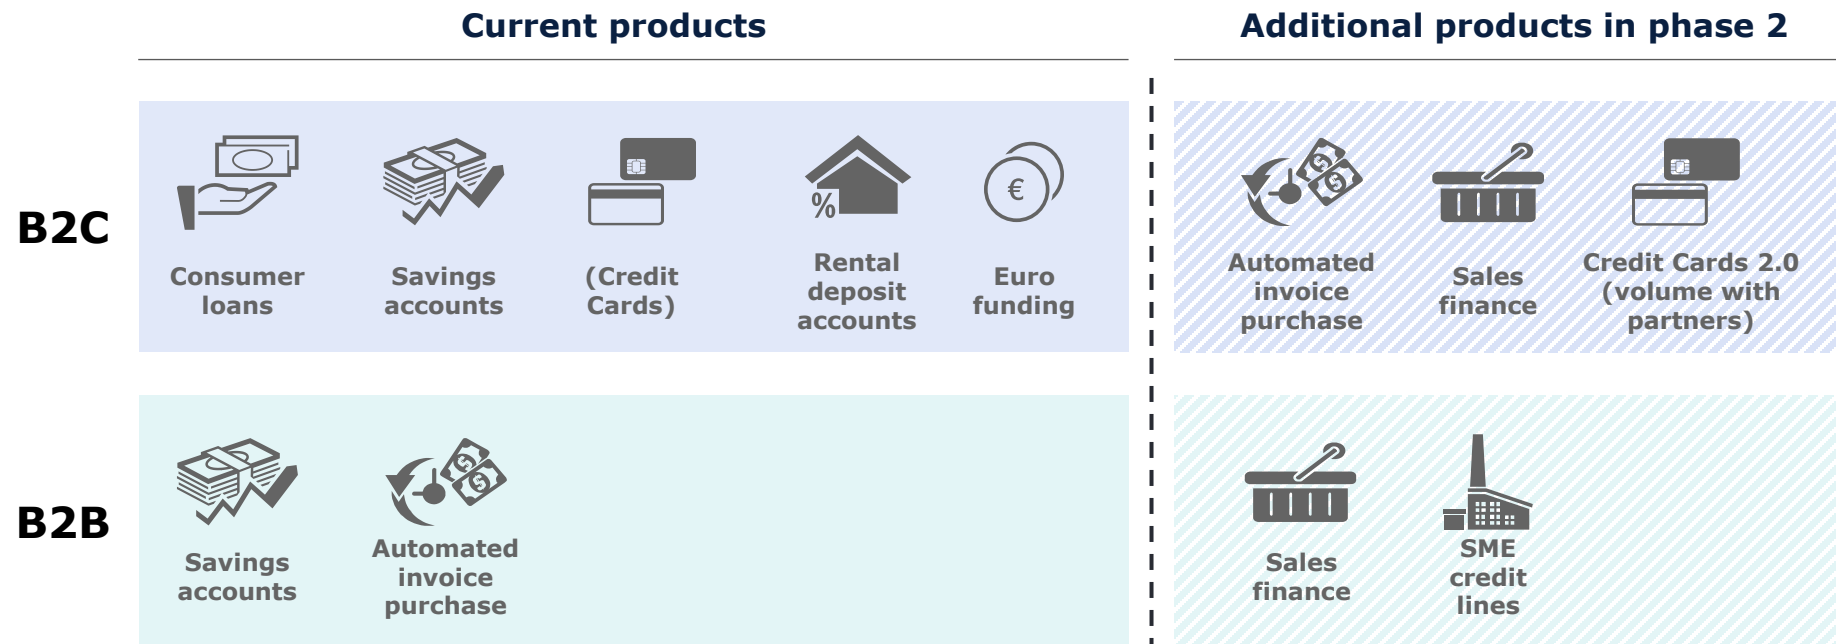 Current products
Additional products in phase 2
B2C
%
€
Consumer
loans
Savings
accounts
(Credit
Cards)
Rental
deposit
accounts
Euro
funding
$
$
Automated
invoice
purchase
Sales
finance
Credit Cards 2.0
(volume with
partners)
B2B
Savings
accounts
$
$
Automated
invoice
purchase
Sales
finance
SME
credit
lines